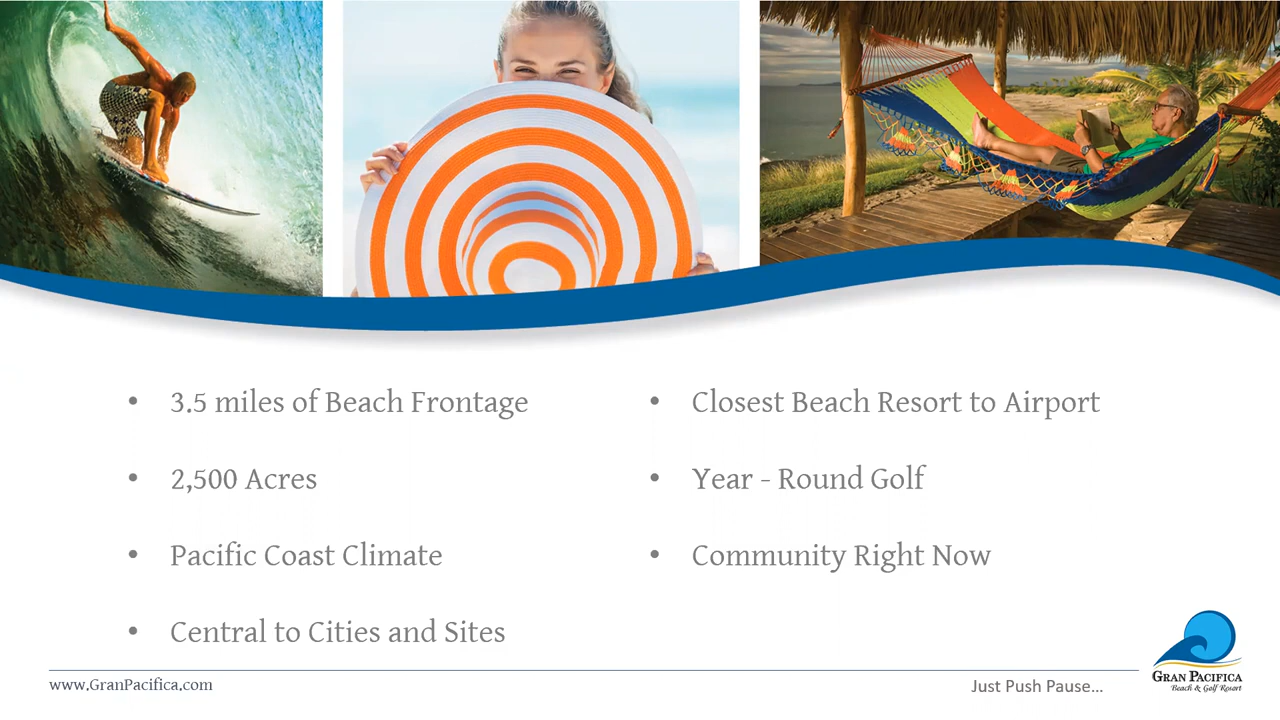 3.5 miles of Beach Frontage
2,500 Acres
Pacific Coast Climate
Central to Cities and Sites
Closest Beach Resort to Airport
Year - Round Golf
Community Right Now
www.GranPacifica.com
Just Push Pause...
GRAN PACIFICA
Beach & Golf Resort